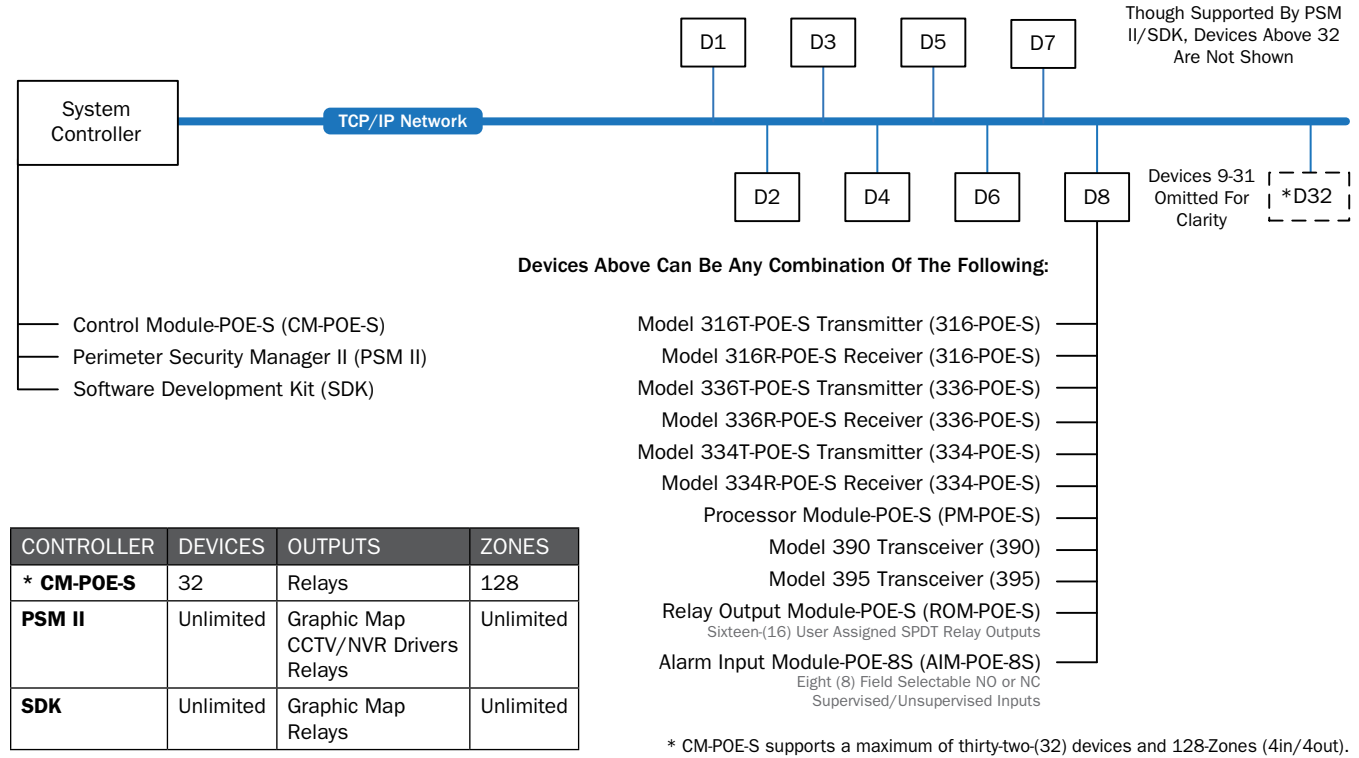 D1
D3
D5
D7
Though Supported By PSM
II/SDK, Devices Above 32
Are Not Shown
System
Controller
TCP/IP Network
D2
D4
D6
D8
Devices 9-31
Omitted For
Clarity
*D32
Devices Above Can Be Any Combination Of The Following:
Control Module-POE-S (CM-POE-S)
Perimeter Security Manager II (PSM II)
Software Development Kit (SDK)
Model 316T-POE-S Transmitter (316-POE-S)
Model 316R-POE-S Receiver (316-POE-S)
Model 336T-POE-S Transmitter (336-POE-S)
Model 336R-POE-S Receiver (336-POE-S)
Model 334T-POE-S Transmitter (334-POE-S)
Model 334R-POE-S Receiver (334-POE-S)
Processor Module-POE-S (PM-POE-S)
Model 390 Transceiver (390)
Model 395 Transceiver (395)
Relay Output Module-POE-S (ROM-POE-S)
Sixteen-(16) User Assigned SPDT Relay Outputs
Alarm Input Module-POE-8S (AIM-POE-8S)
Eight (8) Field Selectable NO or NC
Supervised/Unsupervised Inputs
CONTROLLER DEVICES OUTPUTS ZONES
* CM-POE-S 32 Relays 128
PSM II Unlimited Graphic Map Unlimited
CCTV/NVR Drivers
Relays
SDK Unlimited Graphic Map Unlimited
Relays
* CM-POE-S supports a maximum of thirty-two-(32) devices and 128-Zones (4in/4out).